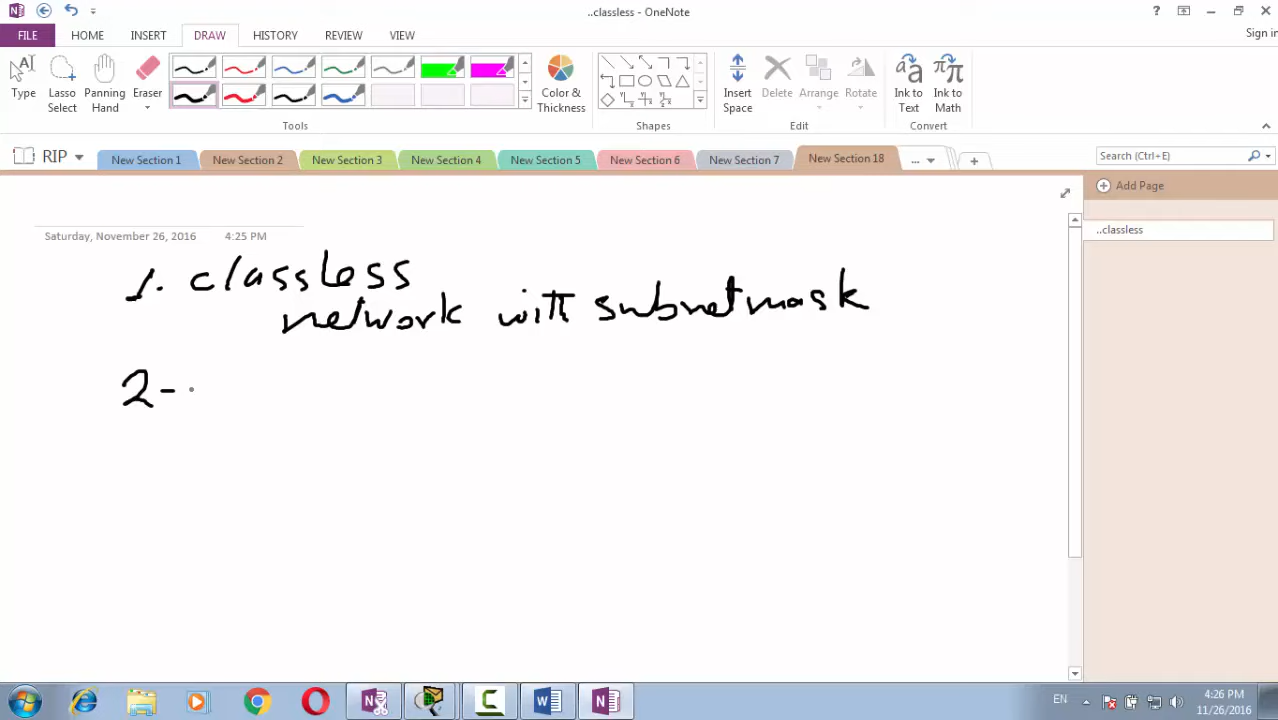 ..classless - OneNote
?
FILE HOME INSERT DRAW HISTORY REVIEW VIEW
Sign in
Type Lasso Select Panning Hand Eraser Color & Thickness Insert Space Delete Arrange Rotate Ink to Text Ink to Math
Tools Shapes Edit Convert
RIP New Section 1 New Section 2 New Section 3 New Section 4 New Section 5 New Section 6 New Section 7 New Section 18 ... Search (Ctrl+E)
Add Page
..classless
Saturday, November 26, 2016 4:25 PM
1. classless
network with subnetmask
2-
EN 4:26 PM
11/26/2016